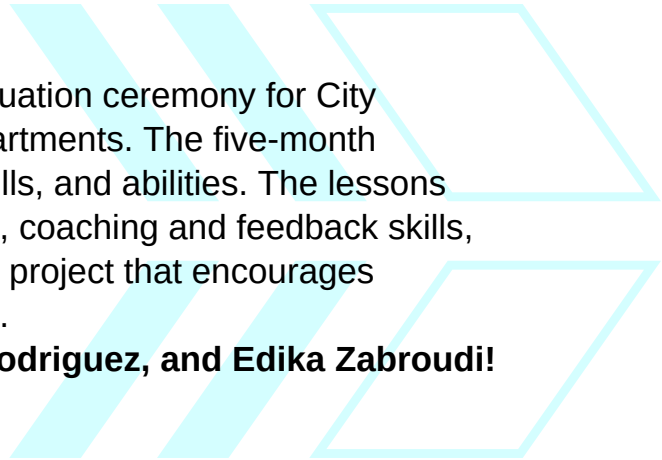 uation ceremony for City
artments. The five-month
lls, and abilities. The lessons
, coaching and feedback skills,
project that encourages
.
odriguez, and Edika Zabroudi!